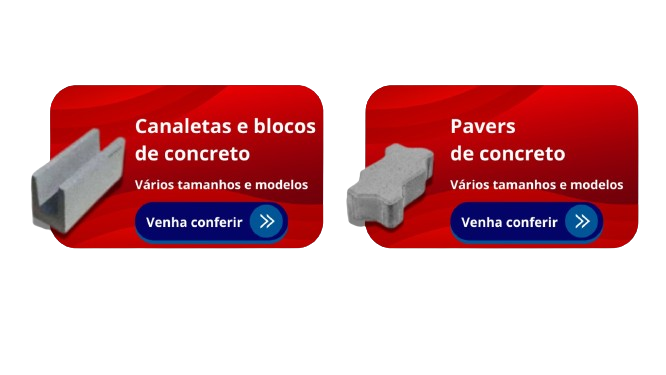 Canaletas e blocos
de concreto
Vários tamanhos e modelos
Venha conferir
Pavers
de concreto
Vários tamanhos e modelos
Venha conferir